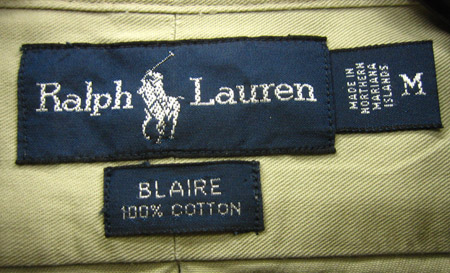 Ralph Lauren
MADE IN
NORTHERN
MARIANA
ISLANDS
M
BLAIRE
100% COTTON